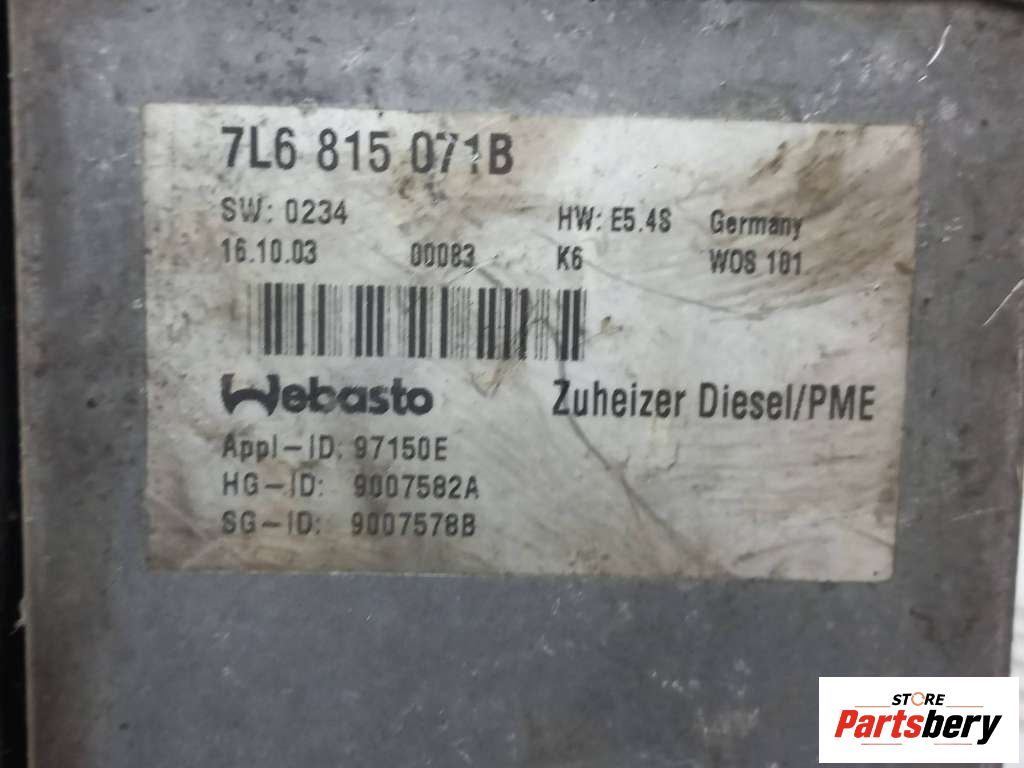 7L6 815 071B
SW: 0234 HW: E5.4S Germany
16.10.03 00083 K6 WOS 101
Webasto Zuheizer Diesel/PME
Appl-ID: 97150E
HG-ID: 9007582A
SG-ID: 9007578B
STORE
Partsbery